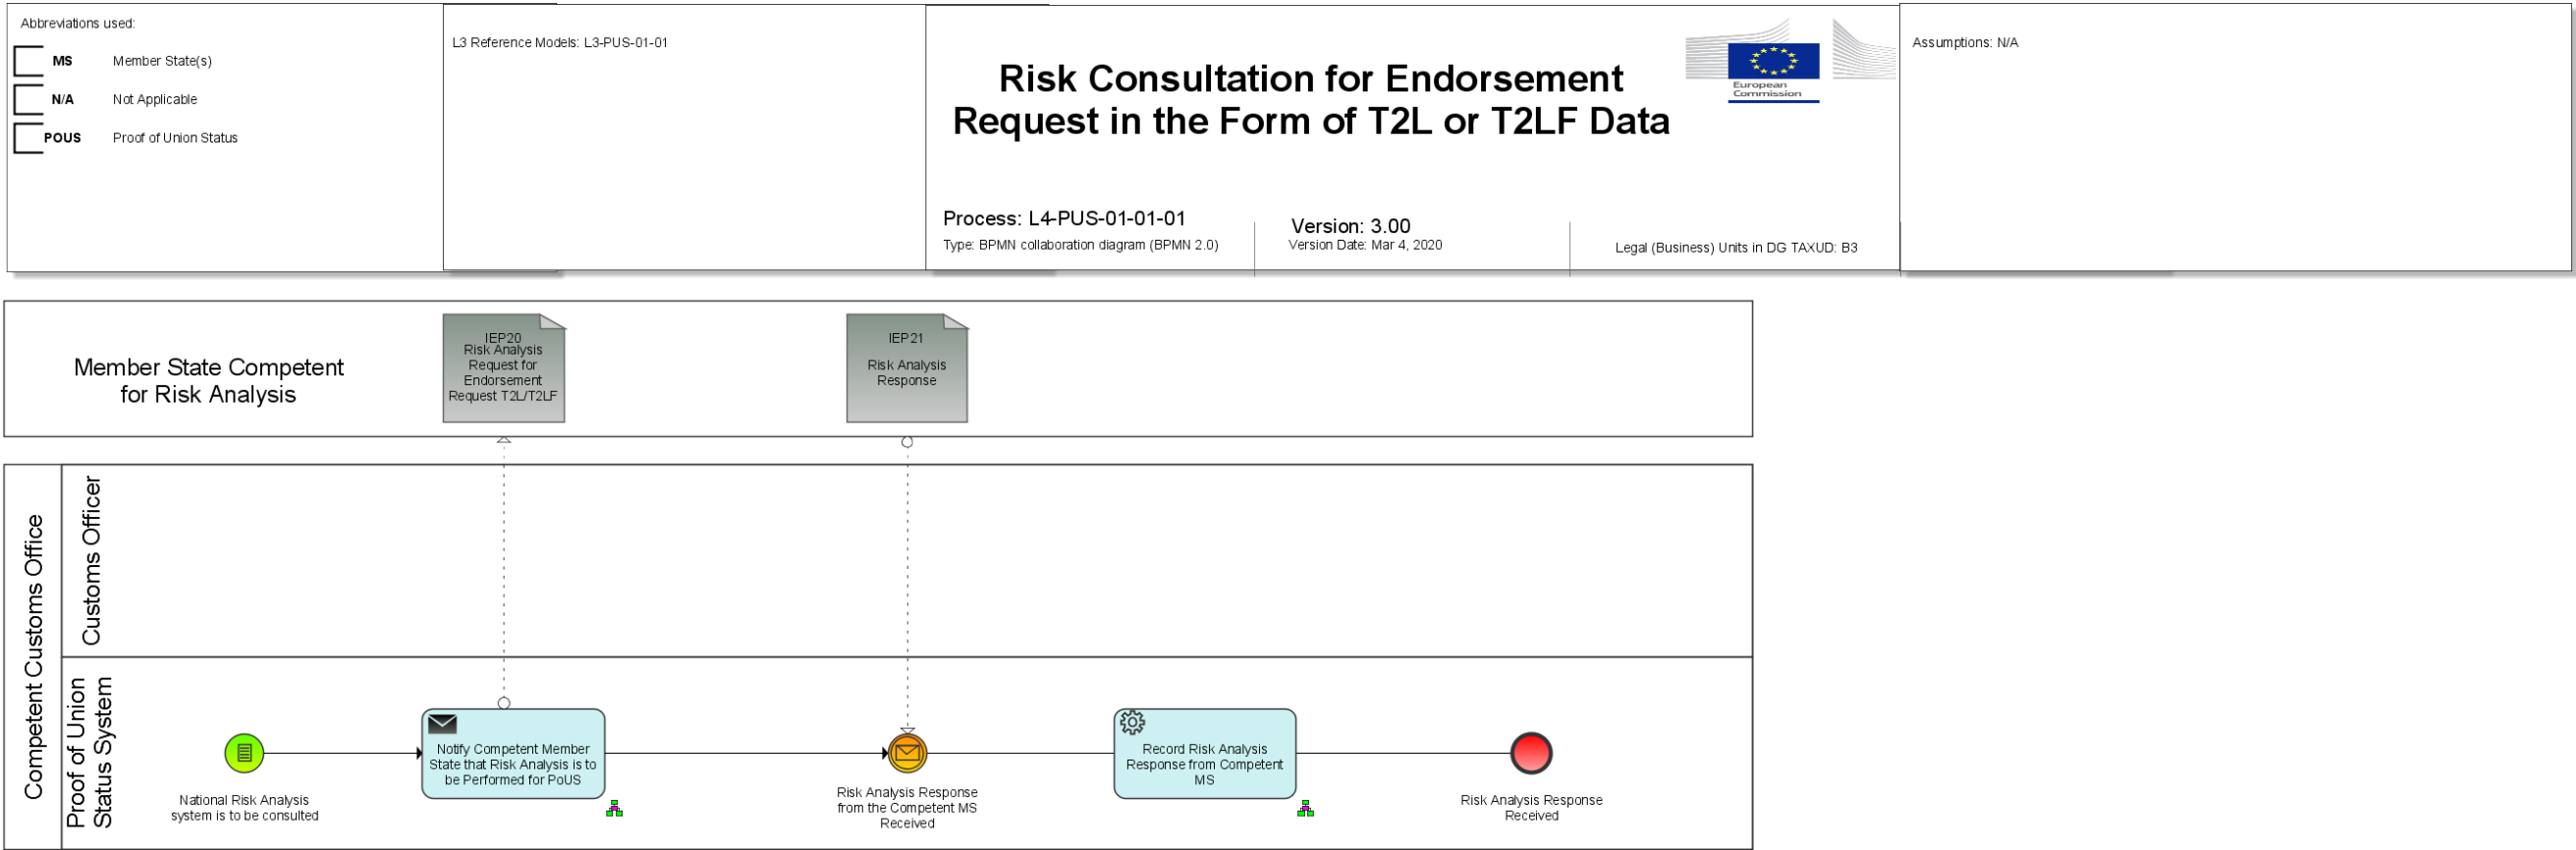 Abbreviations used:
MS Member State(s)
N/A Not Applicable
POUS Proof of Union Status
L3 Reference Models: L3-PUS-01-01
Risk Consultation for Endorsement
Request in the Form of T2L or T2LF Data
European
Commission
Process: L4-PUS-01-01-01
Type: BPMN collaboration diagram (BPMN 2.0)
Version: 3.00
Version Date: Mar 4, 2020
Legal (Business) Units in DG TAXUD: B3
Assumptions: N/A
Member State Competent
for Risk Analysis
IEP20
Risk Analysis
Request for
Endorsement
Request T2L/T2LF
IEP21
Risk Analysis
Response
Competent Customs Office
Customs Officer
Proof of Union
Status System
National Risk Analysis
system is to be consulted
Notify Competent Member
State that Risk Analysis is to
be Performed for PoUS
Risk Analysis Response
from the Competent MS
Received
Record Risk Analysis
Response from Competent
MS
Risk Analysis Response
Received